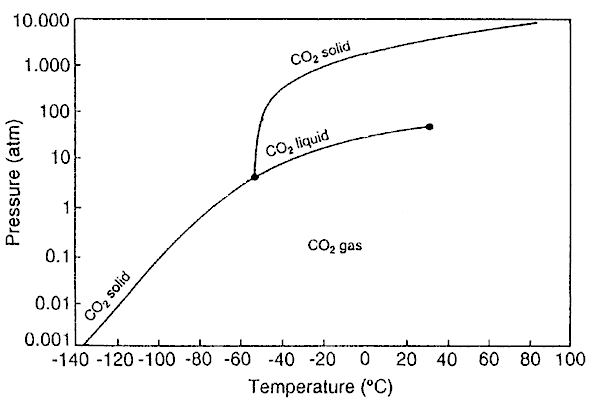 10.000
1.000
100
10
1
0.1
0.01
0.001
Pressure (atm)
CO₂ solid
CO₂ liquid
CO₂ gas
CO₂ solid
-140 -120 -100 -80 -60 -40 -20 0 20 40 60 80 100
Temperature (ºC)